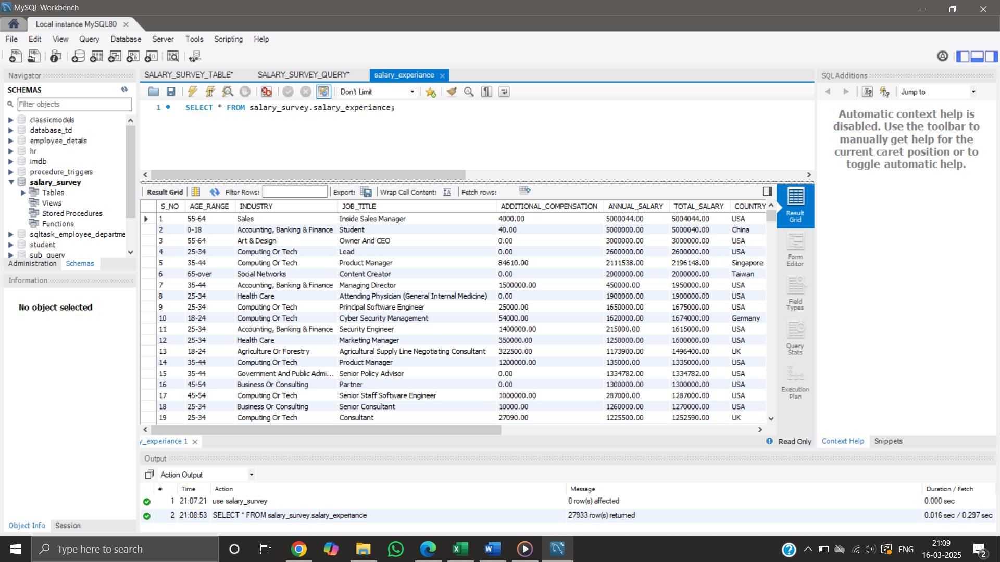 MySQL Workbench
Local instance MySQL80
File Edit View Query Database Server Tools Scripting Help
Navigator
SCHEMAS
Filter objects
classicmodels
database_td
employee_details
hr
imdb
procedure_triggers
salary_survey
Tables
Views
Stored Procedures
Functions
sqltask_employee_departme
student
sub_query
Administration Schemas
Information
No object selected
Object Info Session
SALARY_SURVEY_TABLE* SALARY_SURVEY_QUERY* salary_experiance
Don't Limit
1 SELECT * FROM salary_survey.salary_experiance;
Result Grid Filter Rows: Export: Wrap Cell Content: Fetch rows:
S_NO AGE_RANGE INDUSTRY JOB_TITLE ADDITIONAL_COMPENSATION ANNUAL_SALARY TOTAL_SALARY COUNTRY
1 55-64 Sales Inside Sales Manager 4000.00 5000044.00 5004044.00 USA
2 0-18 Accounting, Banking & Finance Student 40.00 5000000.00 5000040.00 China
3 55-64 Art & Design Owner And CEO 0.00 3000000.00 3000000.00 USA
4 25-34 Computing Or Tech Lead 0.00 2600000.00 2600000.00 USA
5 35-44 Computing Or Tech Product Manager 84610.00 2111538.00 2196148.00 Singapore
6 65-over Social Networks Content Creator 0.00 2000000.00 2000000.00 Taiwan
7 35-44 Accounting, Banking & Finance Managing Director 1500000.00 450000.00 1950000.00 USA
8 25-34 Health Care Attending Physician (General Internal Medicine) 0.00 1900000.00 1900000.00 USA
9 25-34 Computing Or Tech Principal Software Engineer 25000.00 1650000.00 1675000.00 USA
10 18-24 Computing Or Tech Cyber Security Management 54000.00 1620000.00 1674000.00 Germany
11 25-34 Accounting, Banking & Finance Security Engineer 1400000.00 215000.00 1615000.00 USA
12 25-34 Health Care Marketing Manager 350000.00 1250000.00 1600000.00 USA
13 18-24 Agriculture Or Forestry Agricultural Supply Line Negotiating Consultant 322500.00 1173900.00 1496400.00 UK
14 35-44 Computing Or Tech Product Manager 1200000.00 135000.00 1335000.00 USA
15 35-44 Government And Public Admi... Senior Policy Advisor 0.00 1334782.00 1334782.00 USA
16 45-54 Business Or Consulting Partner 0.00 1300000.00 1300000.00 USA
17 45-54 Computing Or Tech Senior Staff Software Engineer 1000000.00 287000.00 1287000.00 USA
18 25-34 Business Or Consulting Senior Consultant 10000.00 1260000.00 1270000.00 USA
19 25-34 Computing Or Tech Consultant 27090.00 1225500.00 1252590.00 UK
Result Grid
Form Editor
Field Types
Query Stats
Execution Plan
y_experiance 1
Read Only
SQLAdditions
Jump to
Automatic context help is
disabled. Use the toolbar to
manually get help for the
current caret position or to
toggle automatic help.
Context Help Snippets
Output
Action Output
# Time Action Message Duration / Fetch
1 21:07:21 use salary_survey 0 row(s) affected 0.000 sec
2 21:08:53 SELECT * FROM salary_survey.salary_experiance 27933 row(s) returned 0.016 sec / 0.297 sec
Type here to search
ENG
21:09
16-03-2025
2